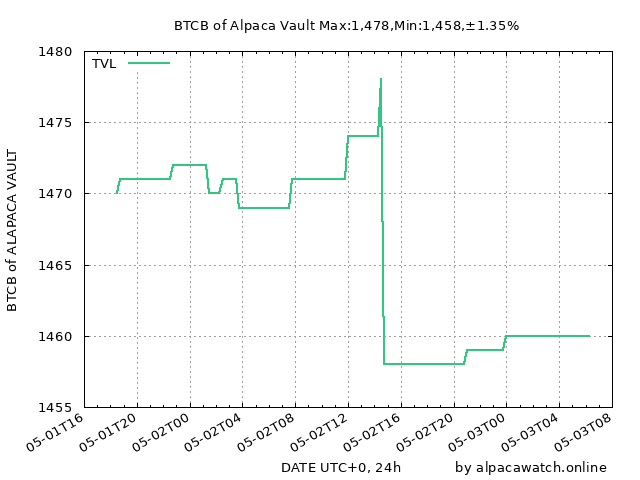 BTCB of Alpaca Vault Max:1,478,Min:1,458,±1.35%
TVL
BTCB of ALAPACA VAULT
1480
1475
1470
1465
1460
1455
05-01T16
05-01T20
05-02T00
05-02T04
05-02T08
05-02T12
05-02T16
05-02T20
05-03T00
05-03T04
05-03T08
DATE UTC+0, 24h
by alpacawatch.online